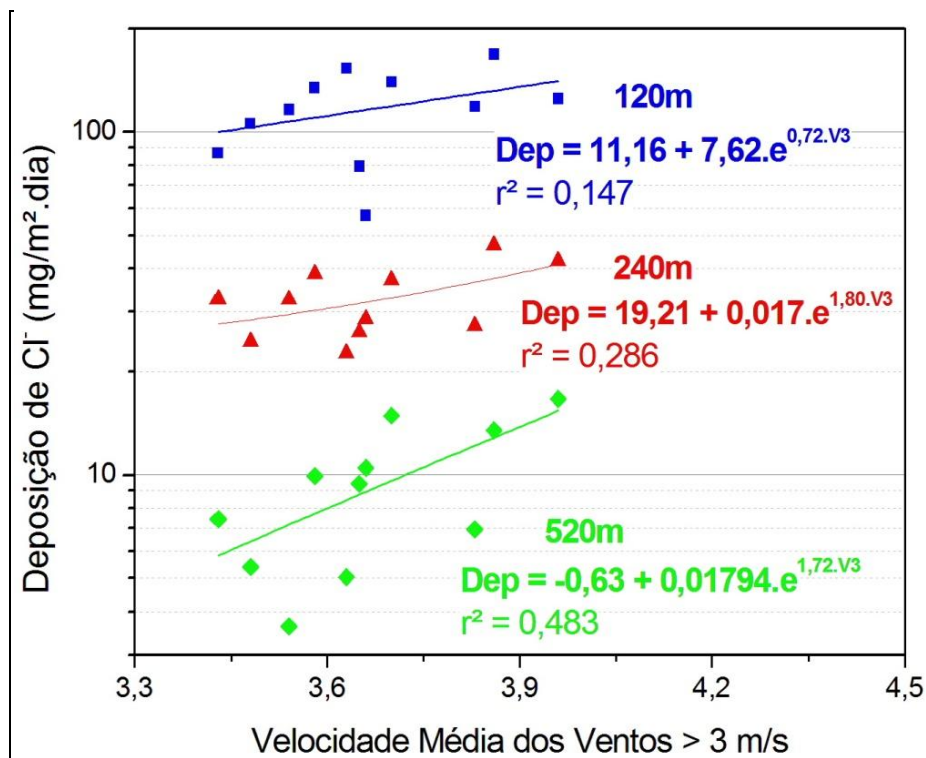 Deposição de Cl⁻ (mg/m².dia)
100
10
120m
Dep = 11,16 + 7,62.e^0,72.V3
r² = 0,147
240m
Dep = 19,21 + 0,017.e^1,80.V3
r² = 0,286
520m
Dep = -0,63 + 0,01794.e^1,72.V3
r² = 0,483
3,3 3,6 3,9 4,2 4,5
Velocidade Média dos Ventos > 3 m/s